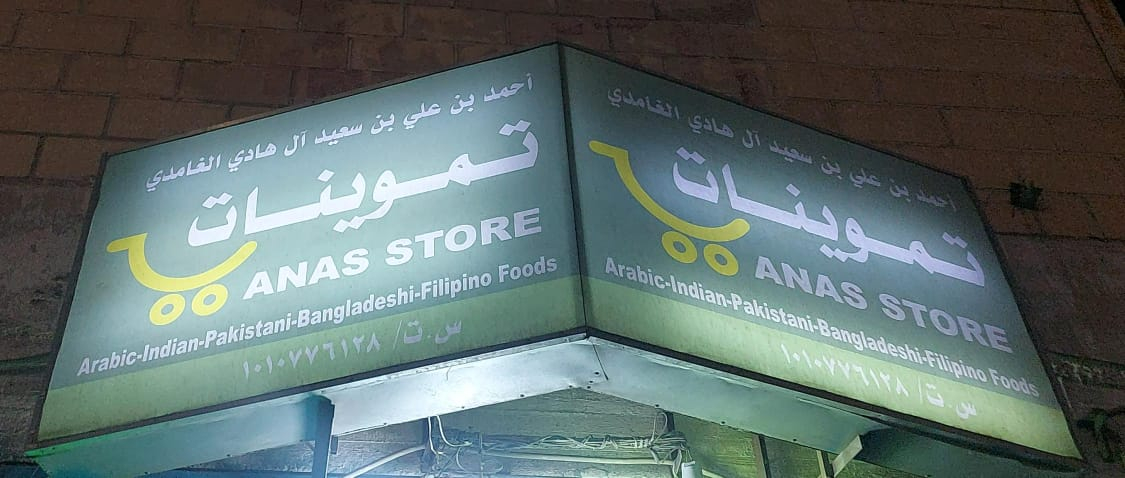 أحمد بن علي بن سعيد آل هادي الغامدي
تموينات
ANAS STORE
Arabic-Indian-Pakistani-Bangladeshi-Filipino Foods
س.ت/ ١٠١٠٧٧٦١٢٨
أحمد بن علي بن سعيد آل هادي الغامدي
تموينات
ANAS STORE
Arabic-Indian-Pakistani-Bangladeshi-Filipino Foods
س.ت/ ١٠١٠٧٧٦١٢٨